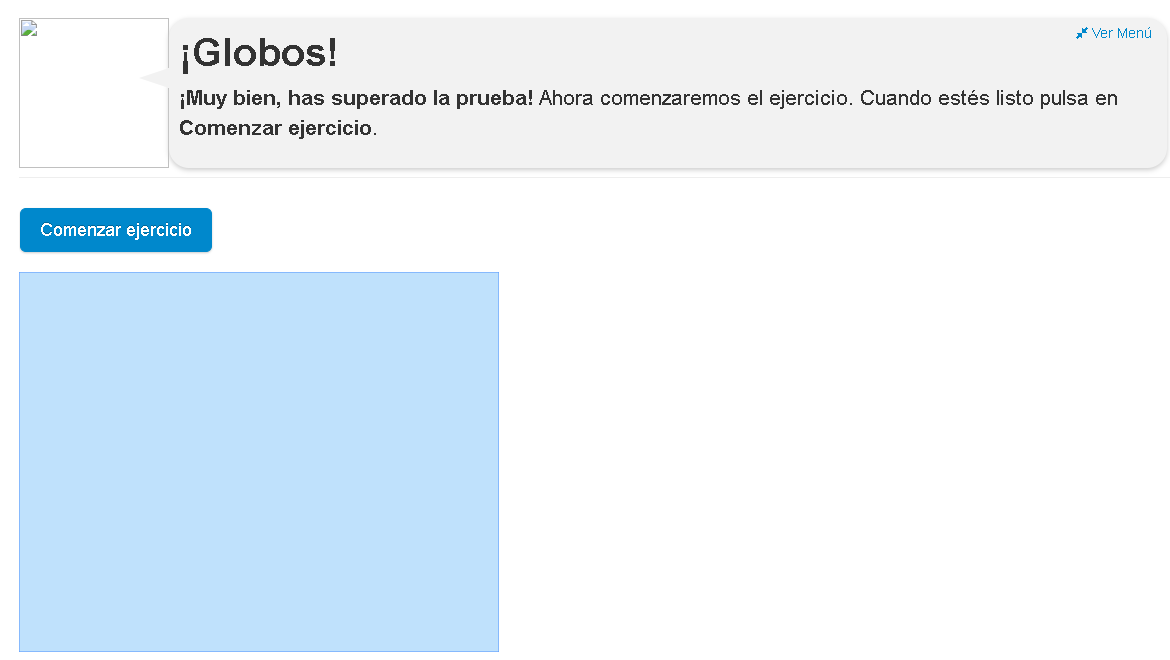 Ver Menú
¡Globos!
¡Muy bien, has superado la prueba! Ahora comenzaremos el ejercicio. Cuando estés listo pulsa en
Comenzar ejercicio.
Comenzar ejercicio